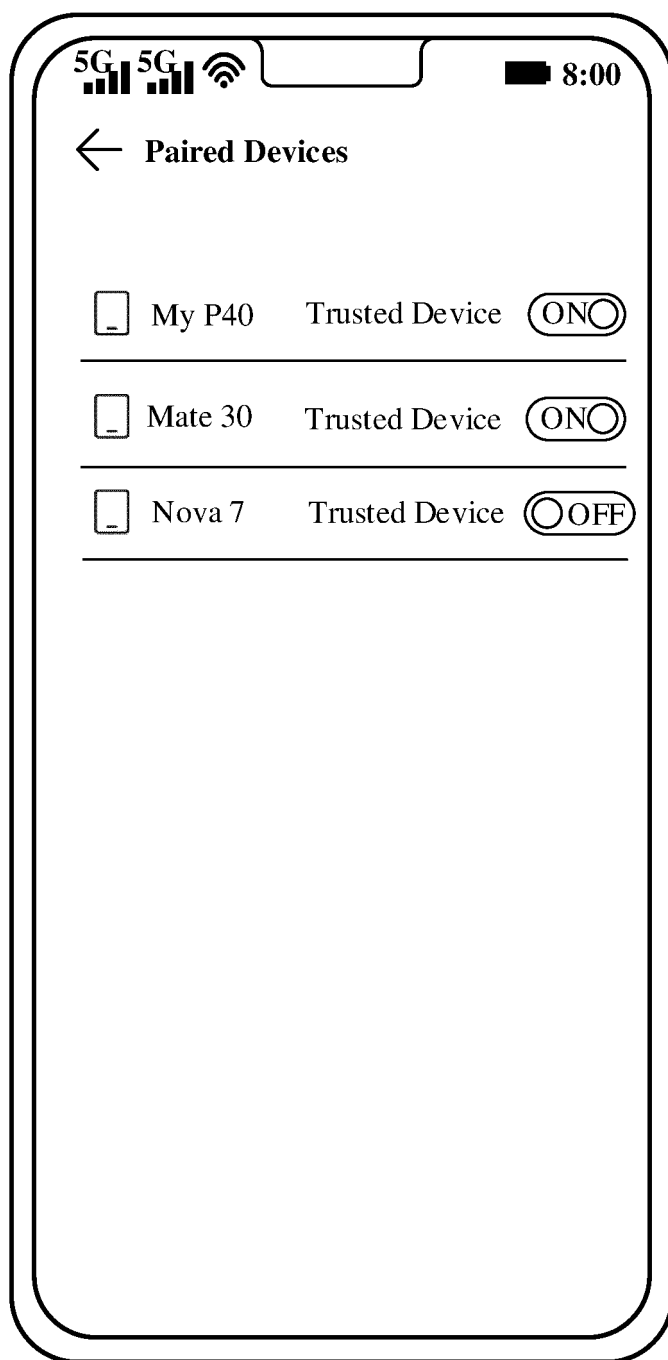 5G 5G 8:00
Paired Devices
My P40 Trusted Device ON
Mate 30 Trusted Device ON
Nova 7 Trusted Device OFF